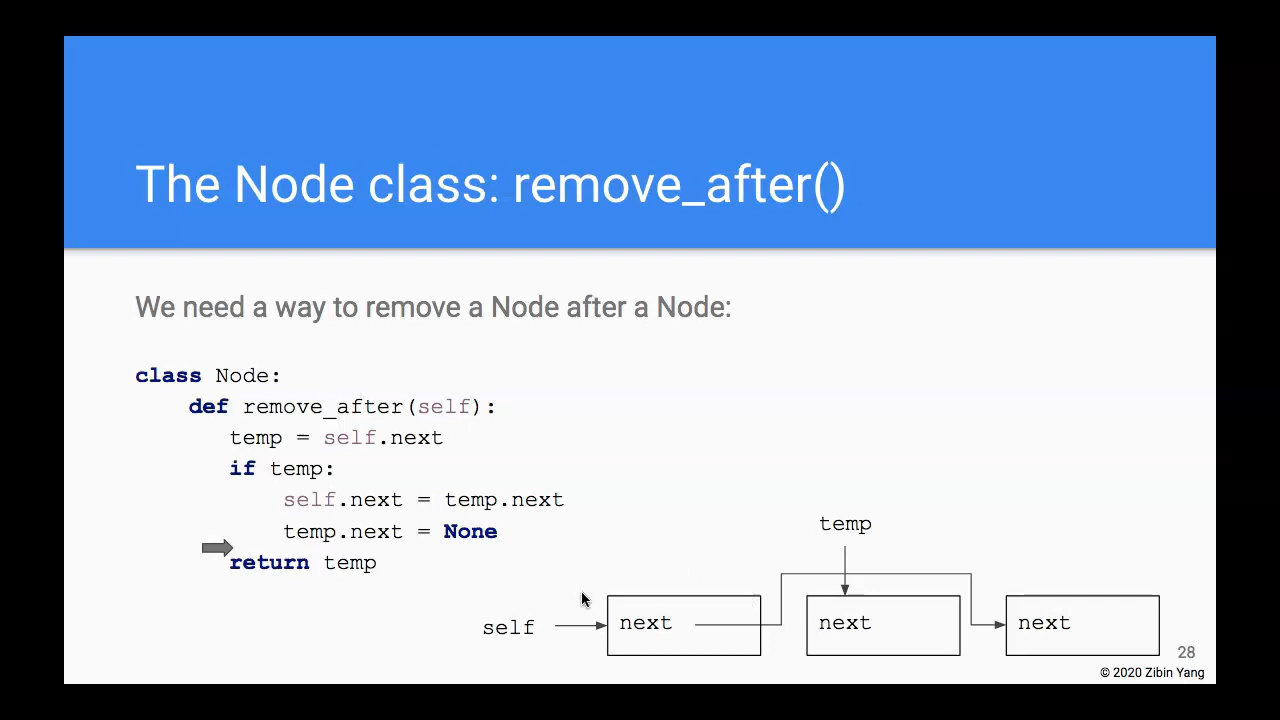 The Node class: remove_after()
We need a way to remove a Node after a Node:
class Node:
def remove_after(self):
temp = self.next
if temp:
self.next = temp.next
temp.next = None
return temp
temp
self
next
next
next
28
© 2020 Zibin Yang